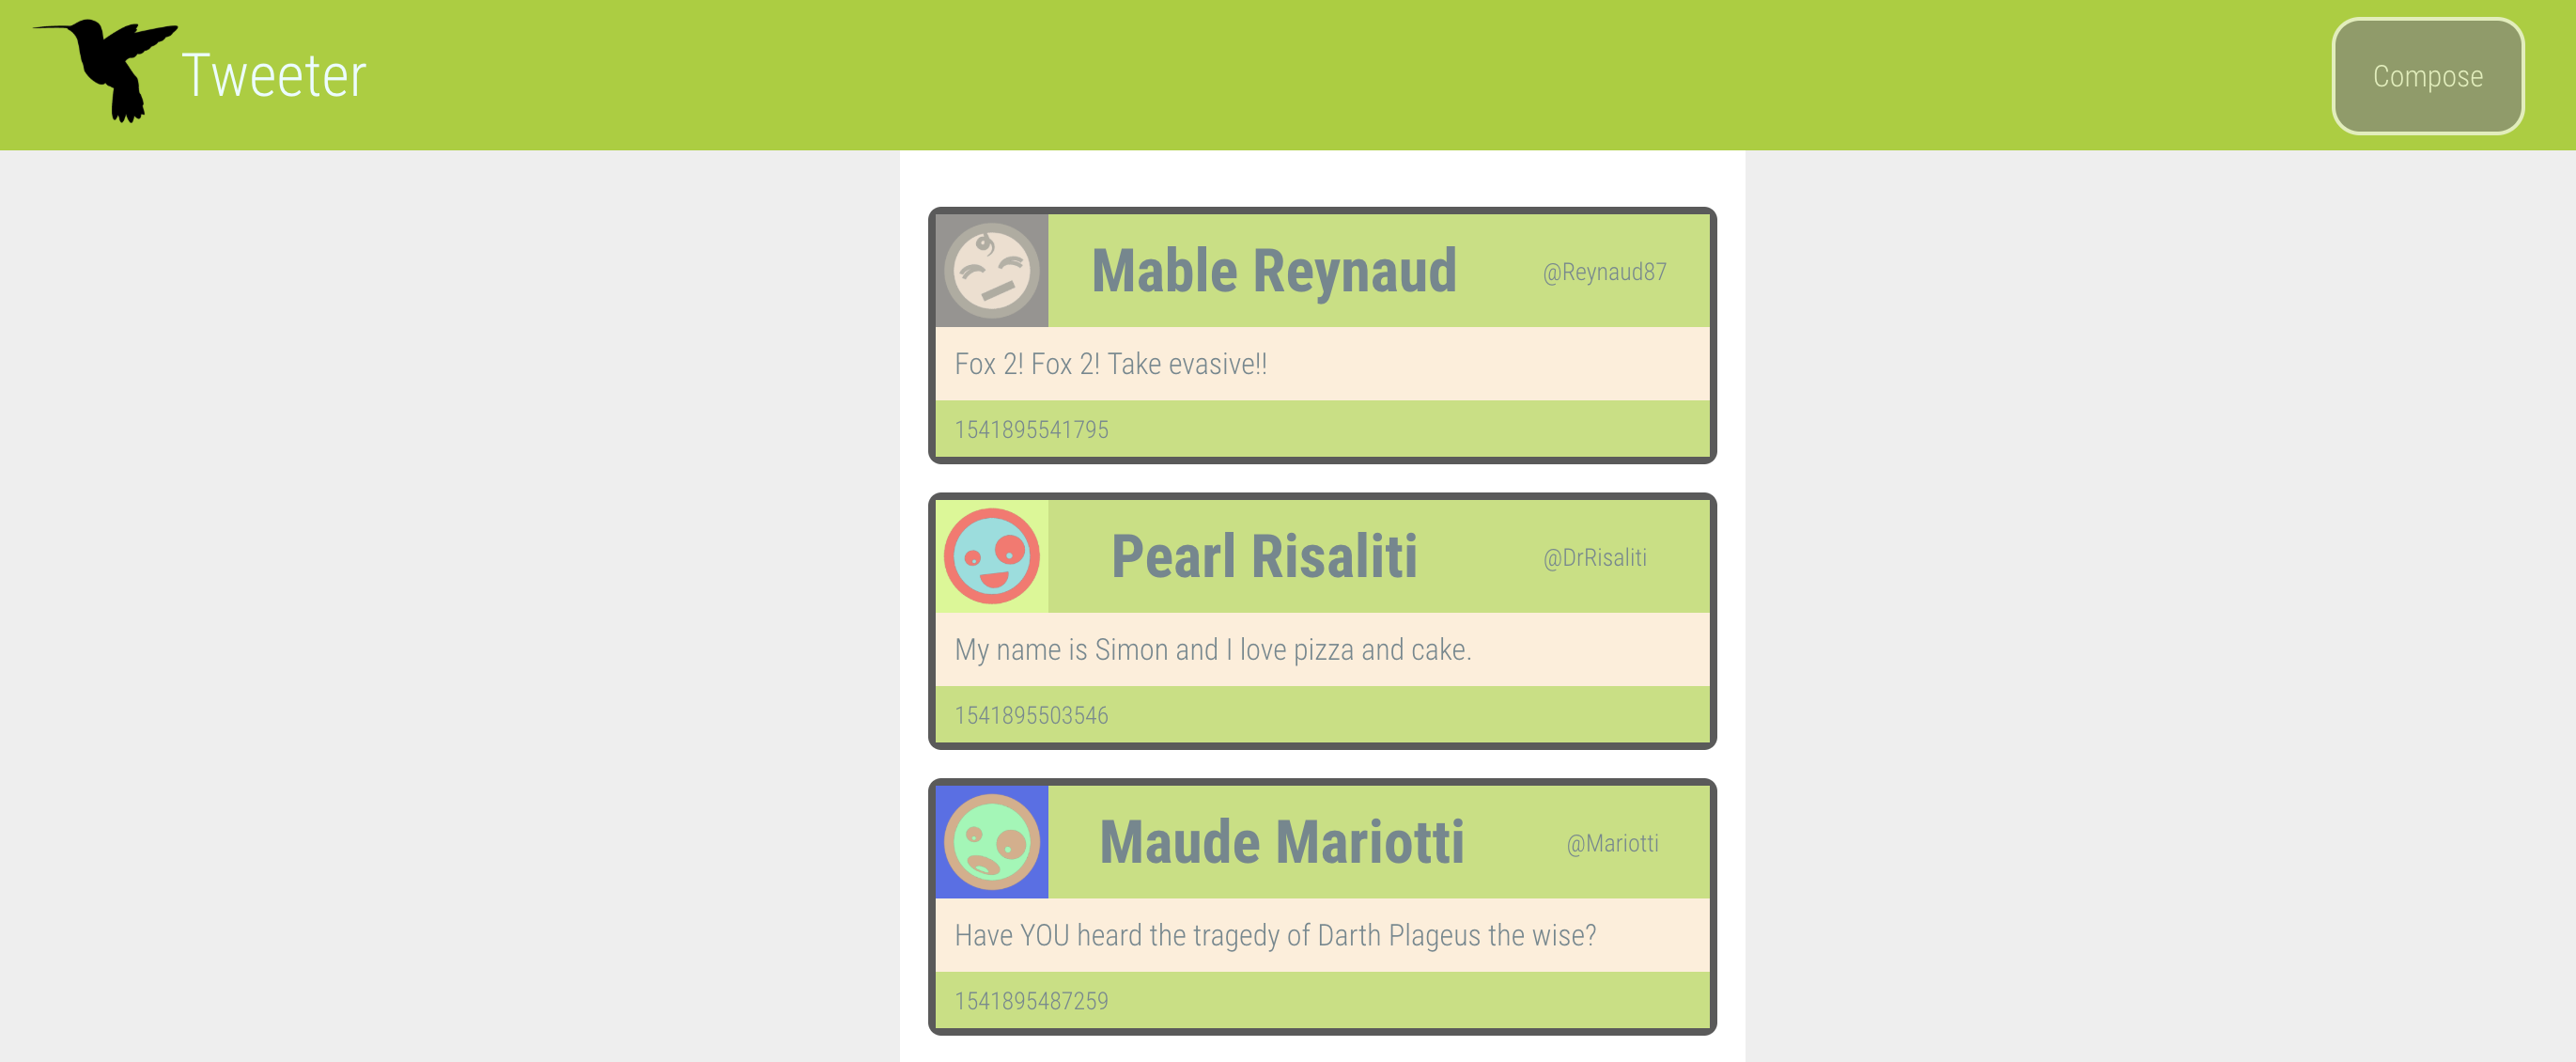 Tweeter
Compose
Mable Reynaud @Reynaud87
Fox 2! Fox 2! Take evasive!!
1541895541795
Pearl Risaliti @DrRisaliti
My name is Simon and I love pizza and cake.
1541895503546
Maude Mariotti @Mariotti
Have YOU heard the tragedy of Darth Plageus the wise?
1541895487259